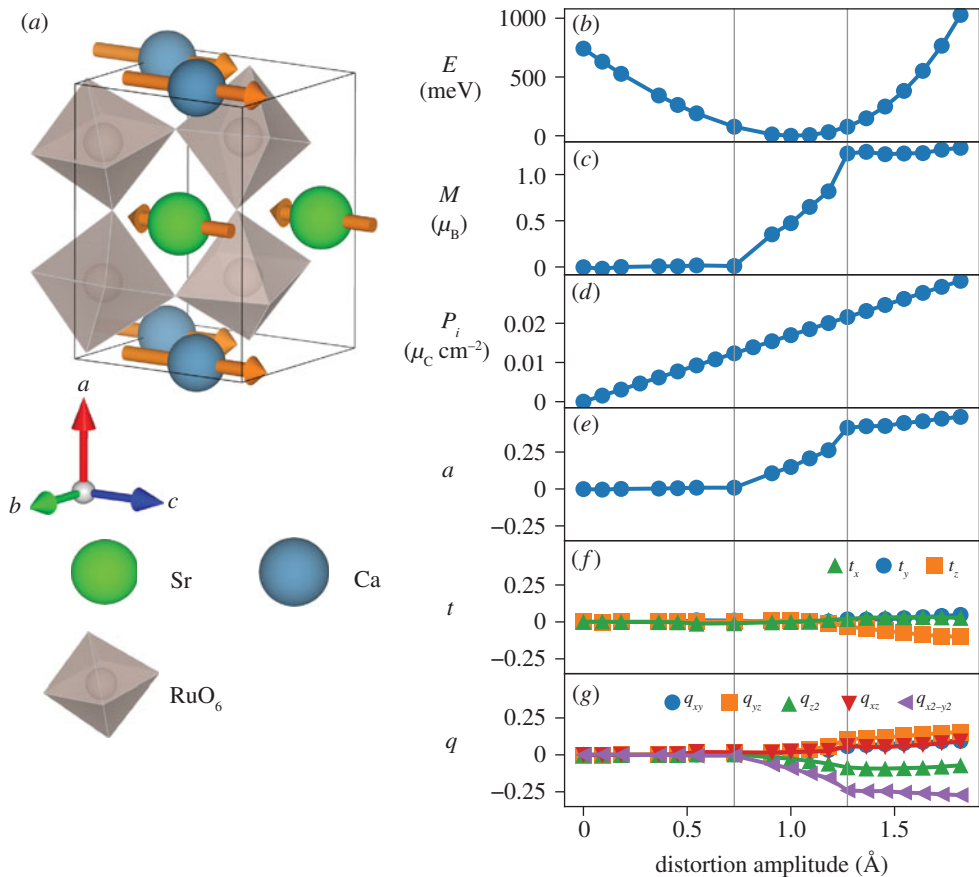 (a)
a
b
c
Sr
Ca
RuO6
(b)
E
(meV)
1000
500
0
(c)
M
(μB)
1.0
0.5
0
(d)
Pi
(μC cm−2)
0.02
0.01
0
(e)
a
0.25
0
−0.25
(f)
tx ty tz
t
0.25
0
−0.25
(g)
qxy qyz qz2 qxz qx2−y2
q
0.25
0
−0.25
0 0.5 1.0 1.5
distortion amplitude (Å)